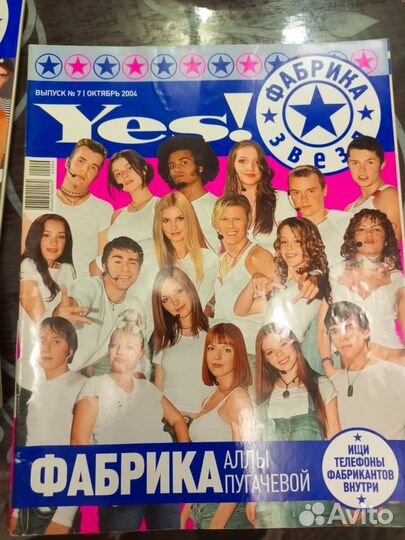 ВЫПУСК № 7 | ОКТЯБРЬ 2004
Yes!
ФАБРИКА
ЗВЕЗД
ФАБРИКА
АЛЛЫ
ПУГАЧЕВОЙ
ИЩИ
ТЕЛЕФОНЫ
ФАБРИКАНТОВ
ВНУТРИ
Avito